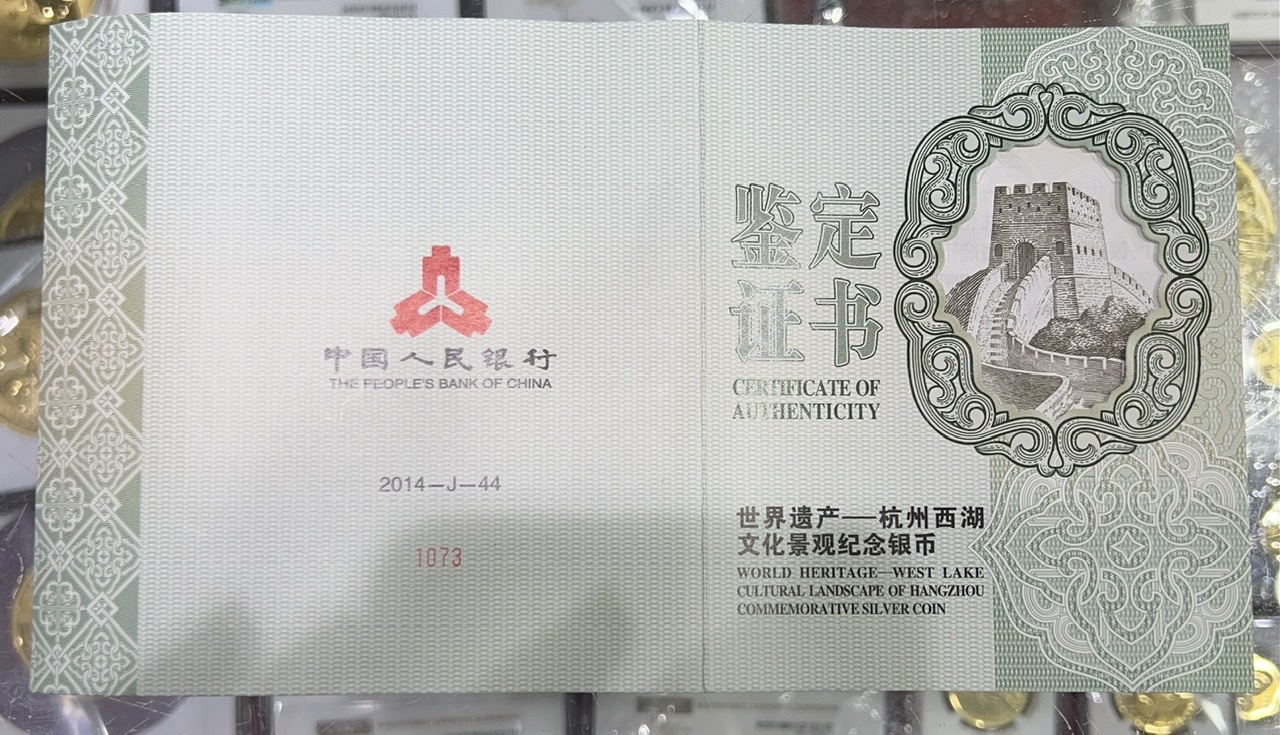 中国人民银行
THE PEOPLE'S BANK OF CHINA
2014-J-44
1073
鉴定
证书
CERTIFICATE OF
AUTHENTICITY
世界遗产——杭州西湖
文化景观纪念银币
WORLD HERITAGE—WEST LAKE
CULTURAL LANDSCAPE OF HANGZHOU
COMMEMORATIVE SILVER COIN